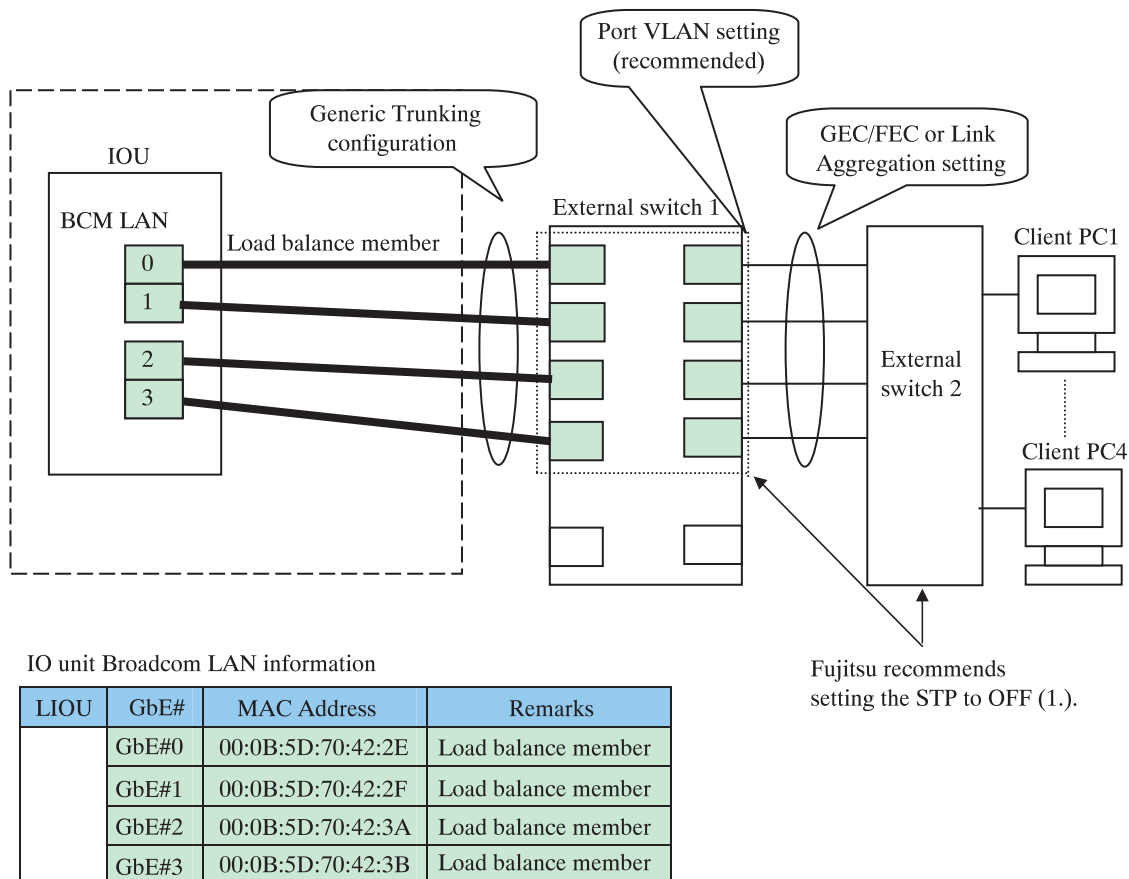 Port VLAN setting
(recommended)
Generic Trunking
configuration
GEC/FEC or Link
Aggregation setting
IOU
BCM LAN
Load balance member
External switch 1
Client PC1
0
1
2
3
External
switch 2
Client PC4
Fujitsu recommends
setting the STP to OFF (1.).
IO unit Broadcom LAN information
LIOU GbE# MAC Address Remarks
GbE#0 00:0B:5D:70:42:2E Load balance member
GbE#1 00:0B:5D:70:42:2F Load balance member
GbE#2 00:0B:5D:70:42:3A Load balance member
GbE#3 00:0B:5D:70:42:3B Load balance member